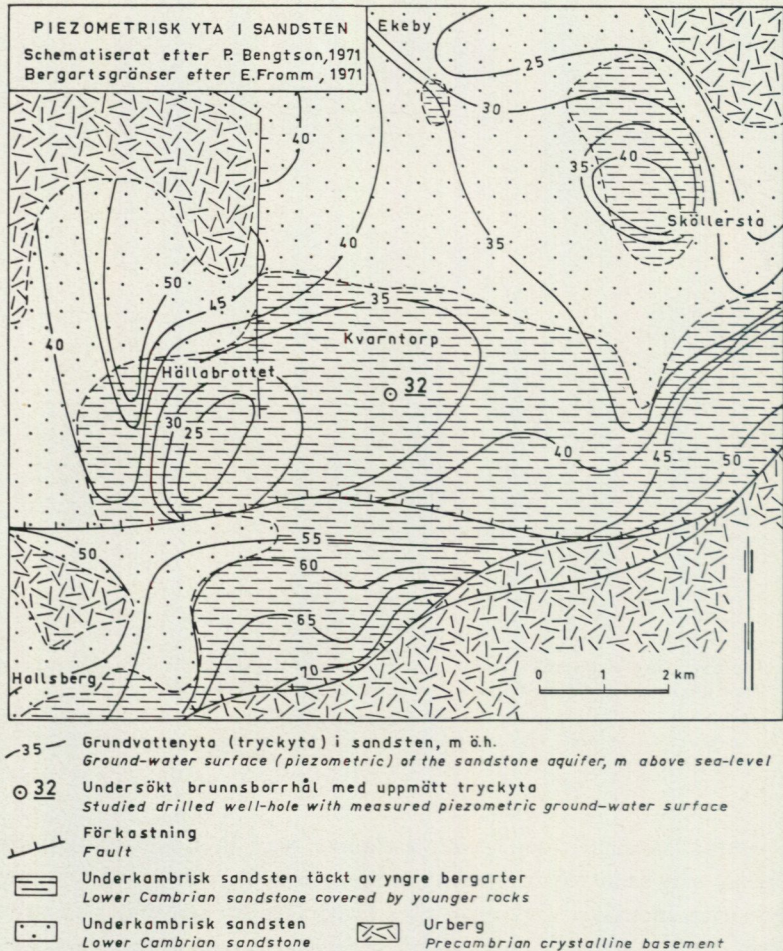 PIEZOMETRISK YTA I SANDSTEN
Schematiserat efter P. Bengtson, 1971
Bergartsgränser efter E. Fromm, 1971
Ekeby
25
30
40
35
40
Sköllersta
50
40
35
45
35
Kvarntorp
40
Hällabrottet
32
30
25
40
45
50
50
55
60
65
70
Hallsberg
0 1 2 km
35 Grundvattenyta (tryckyta) i sandsten, m ö.h.
Ground-water surface (piezometric) of the sandstone aquifer, m above sea-level
32 Undersökt brunnsborrhål med uppmätt tryckyta
Studied drilled well-hole with measured piezometric ground-water surface
Förkastning
Fault
Underkambrisk sandsten täckt av yngre bergarter
Lower Cambrian sandstone covered by younger rocks
Underkambrisk sandsten
Lower Cambrian sandstone
Urberg
Precambrian crystalline basement